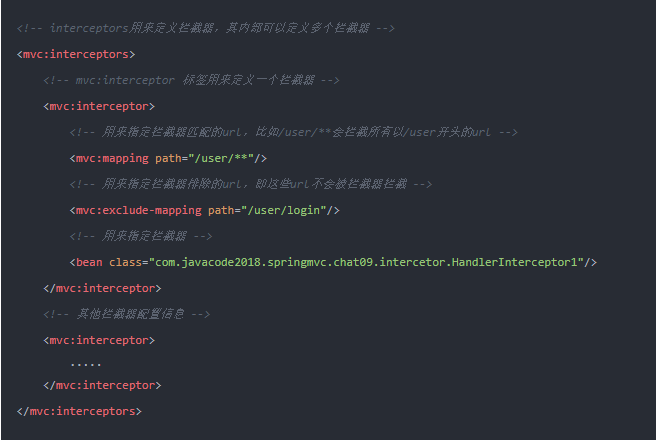 <!-- interceptors用来定义拦截器，其内部可以定义多个拦截器 -->
<mvc:interceptors>
    <!-- mvc:interceptor 标签用来定义一个拦截器 -->
    <mvc:interceptor>
        <!-- 用来指定拦截器匹配的url，比如/user/**会拦截所有以/user开头的url -->
        <mvc:mapping path="/user/**"/>
        <!-- 用来指定拦截器排除的url，即这些url不会被拦截器拦截 -->
        <mvc:exclude-mapping path="/user/login"/>
        <!-- 用来指定拦截器 -->
        <bean class="com.javacode2018.springmvc.chat09.intercetor.HandlerInterceptor1"/>
    </mvc:interceptor>
    <!-- 其他拦截器配置信息 -->
    <mvc:interceptor>
        .....
    </mvc:interceptor>
</mvc:interceptors>